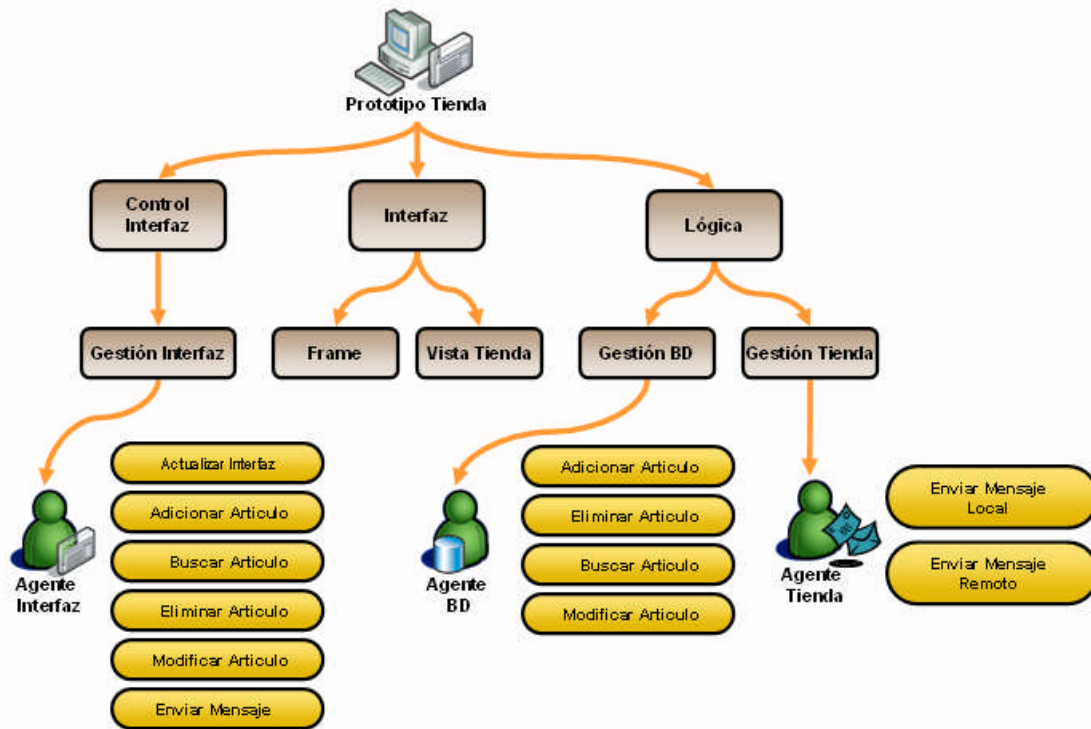 Prototipo Tienda
Control
Interfaz
Interfaz
Lógica
Gestión Interfaz
Frame
Vista Tienda
Gestión BD
Gestión Tienda
Agente
Interfaz
Actualizar Interfaz
Adicionar Articulo
Buscar Articulo
Eliminar Articulo
Modificar Articulo
Enviar Mensaje
Agente
BD
Adicionar Articulo
Eliminar Articulo
Buscar Articulo
Modificar Articulo
Agente
Tienda
Enviar Mensaje
Local
Enviar Mensaje
Remoto